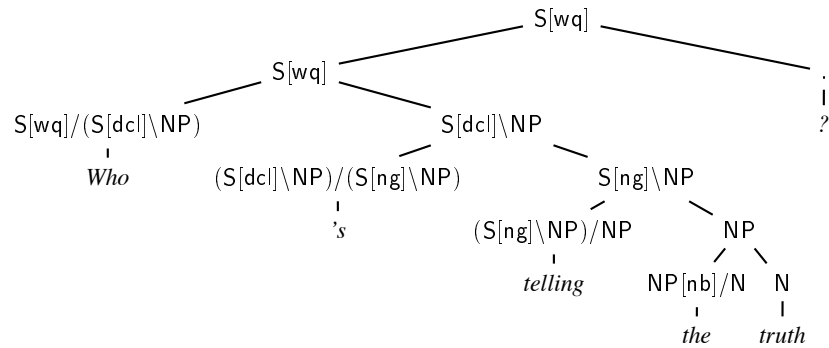 S[wq]
S[wq] .
S[wq]/(S[dcl]\NP) S[dcl]\NP ?
Who (S[dcl]\NP)/(S[ng]\NP) S[ng]\NP
's (S[ng]\NP)/NP NP
telling NP[nb]/N N
the truth